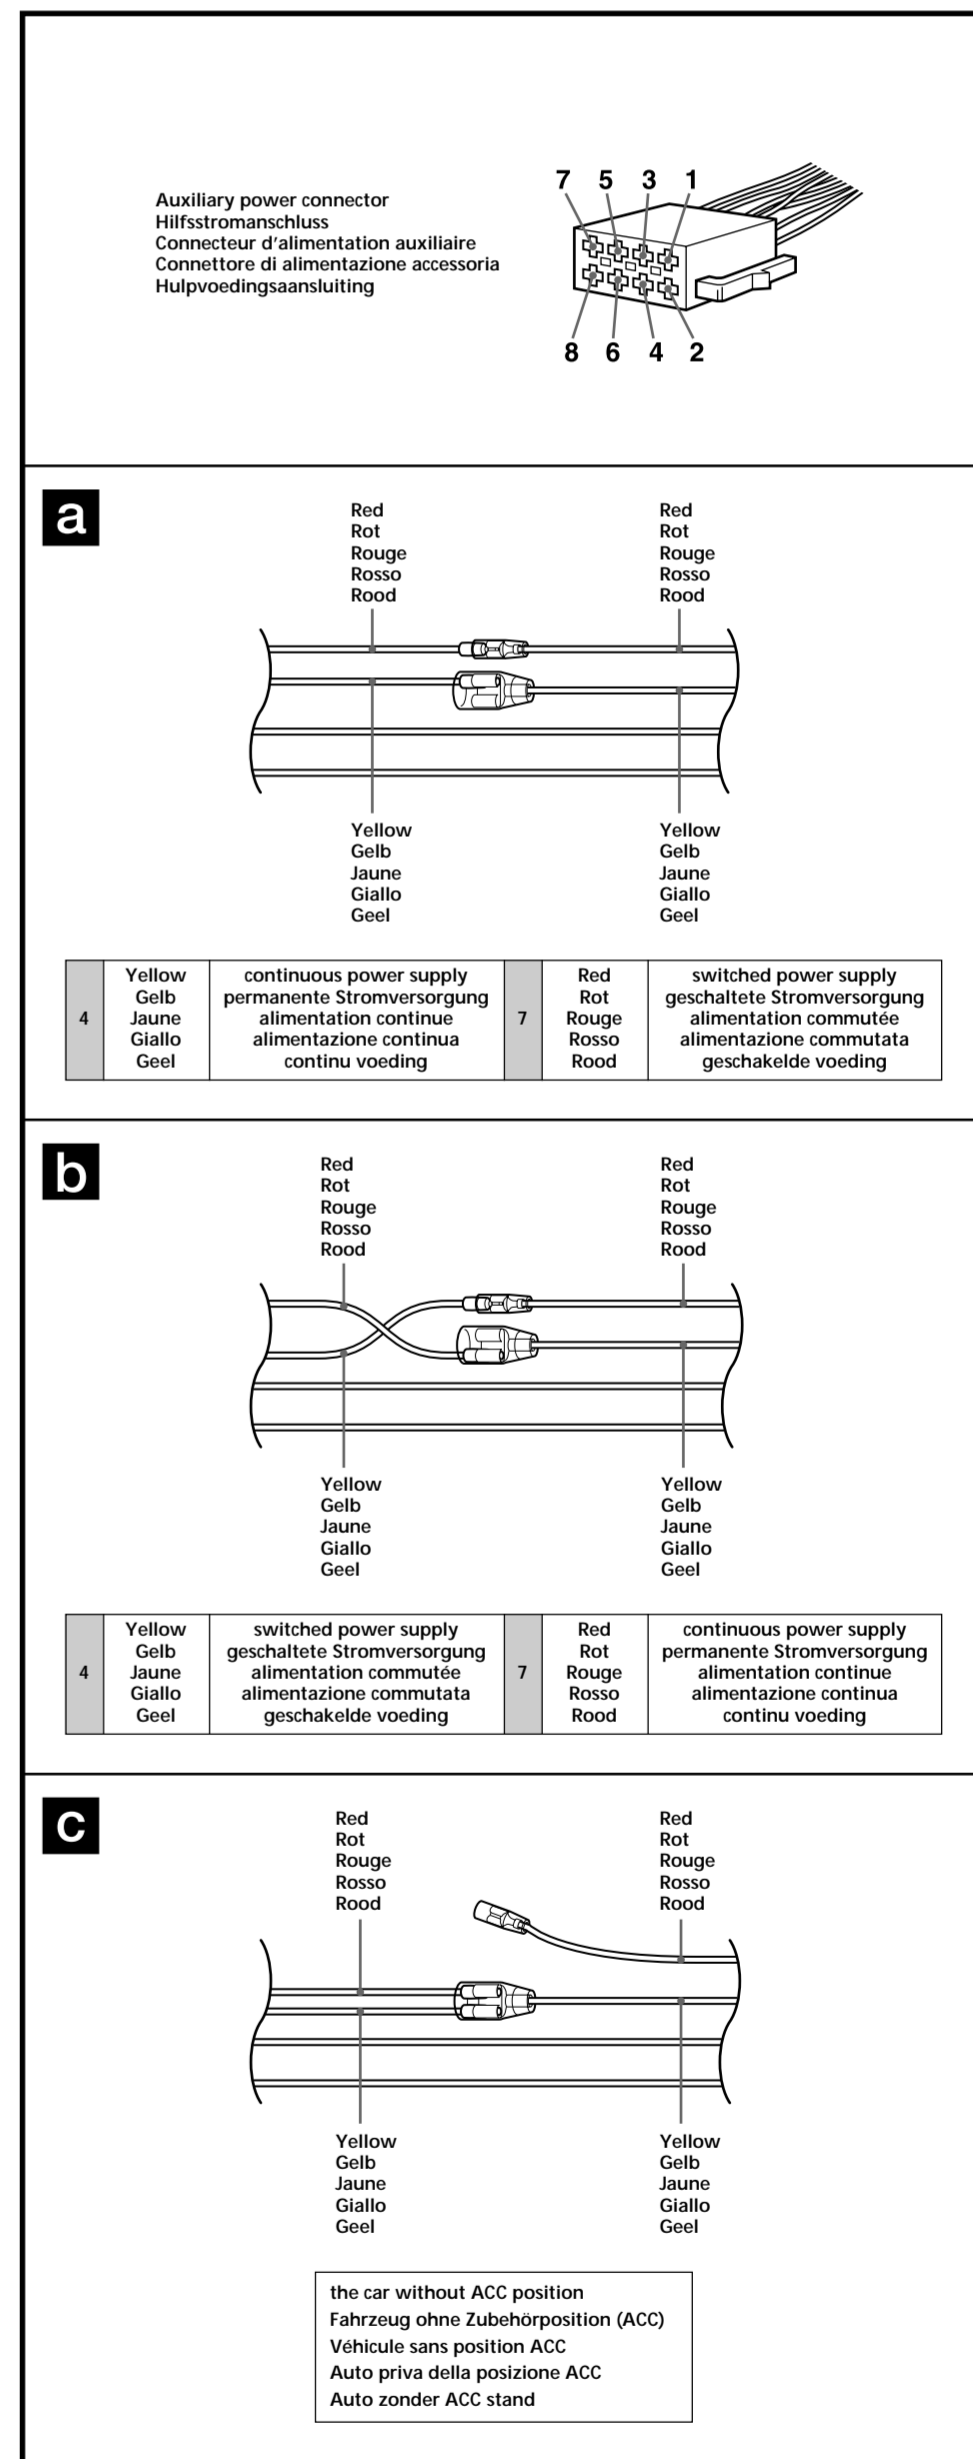 Auxiliary power connector
Hilfsstromanschluss
Connecteur d'alimentation auxiliaire
Connettore di alimentazione accessoria
Hulpvoedingsaansluiting
7 5 3 1
8 6 4 2
a
Red
Rot
Rouge
Rosso
Rood
Red
Rot
Rouge
Rosso
Rood
Yellow
Gelb
Jaune
Giallo
Geel
Yellow
Gelb
Jaune
Giallo
Geel
4
Yellow
Gelb
Jaune
Giallo
Geel
continuous power supply
permanente Stromversorgung
alimentation continue
alimentazione continua
continu voeding
7
Red
Rot
Rouge
Rosso
Rood
switched power supply
geschaltete Stromversorgung
alimentation commutée
alimentazione commutata
geschakelde voeding
b
Red
Rot
Rouge
Rosso
Rood
Red
Rot
Rouge
Rosso
Rood
Yellow
Gelb
Jaune
Giallo
Geel
Yellow
Gelb
Jaune
Giallo
Geel
4
Yellow
Gelb
Jaune
Giallo
Geel
switched power supply
geschaltete Stromversorgung
alimentation commutée
alimentazione commutata
geschakelde voeding
7
Red
Rot
Rouge
Rosso
Rood
continuous power supply
permanente Stromversorgung
alimentation continue
alimentazione continua
continu voeding
c
Red
Rot
Rouge
Rosso
Rood
Red
Rot
Rouge
Rosso
Rood
Yellow
Gelb
Jaune
Giallo
Geel
Yellow
Gelb
Jaune
Giallo
Geel
the car without ACC position
Fahrzeug ohne Zubehörposition (ACC)
Véhicule sans position ACC
Auto priva della posizione ACC
Auto zonder ACC stand